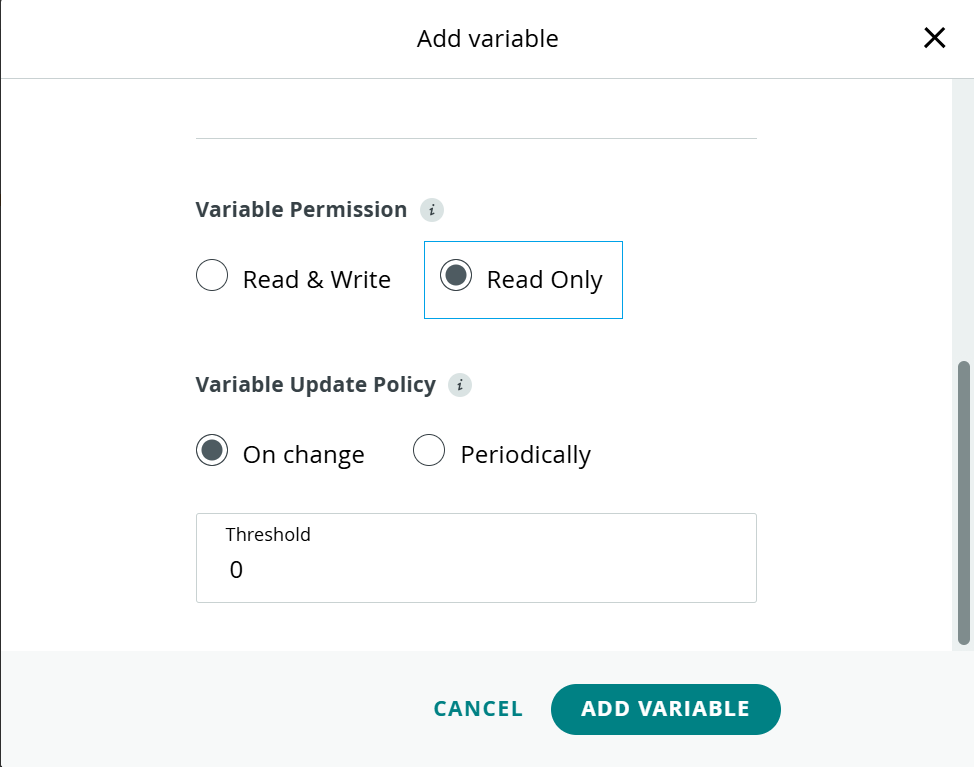 Add variable
Variable Permission i
Read & Write Read Only
Variable Update Policy i
On change Periodically
Threshold
0
CANCEL ADD VARIABLE